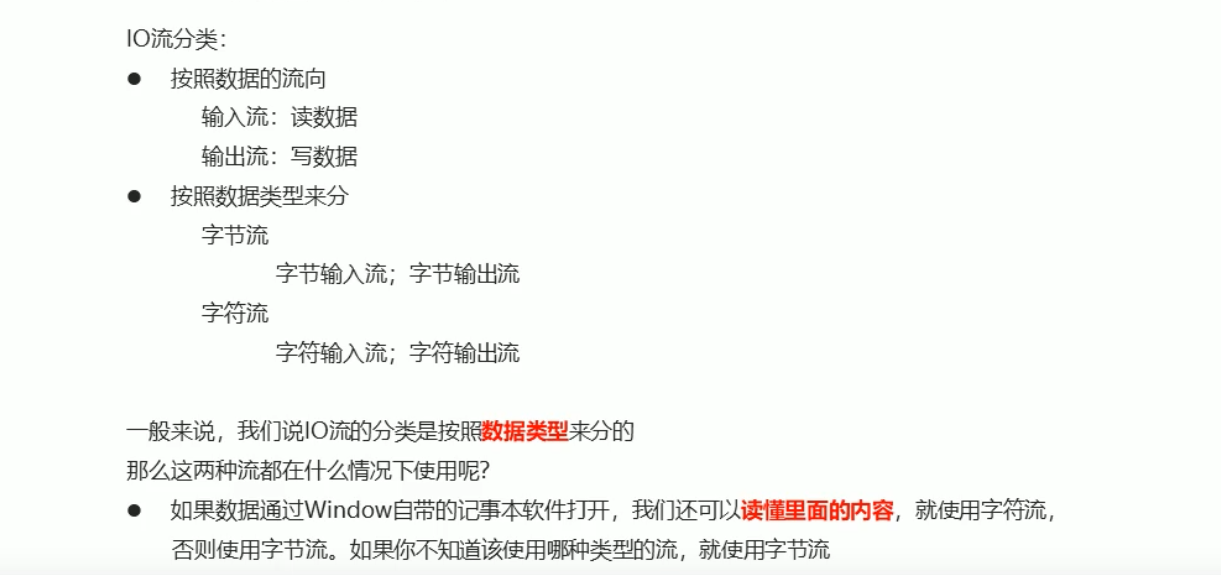 IO流分类：
● 按照数据的流向
输入流：读数据
输出流：写数据
● 按照数据类型来分
字节流
字节输入流；字节输出流
字符流
字符输入流；字符输出流
一般来说，我们说IO流的分类是按照数据类型来分的
那么这两种流都在什么情况下使用呢?
● 如果数据通过Window自带的记事本软件打开，我们还可以读懂里面的内容，就使用字符流，
否则使用字节流。如果你不知道该使用哪种类型的流，就使用字节流